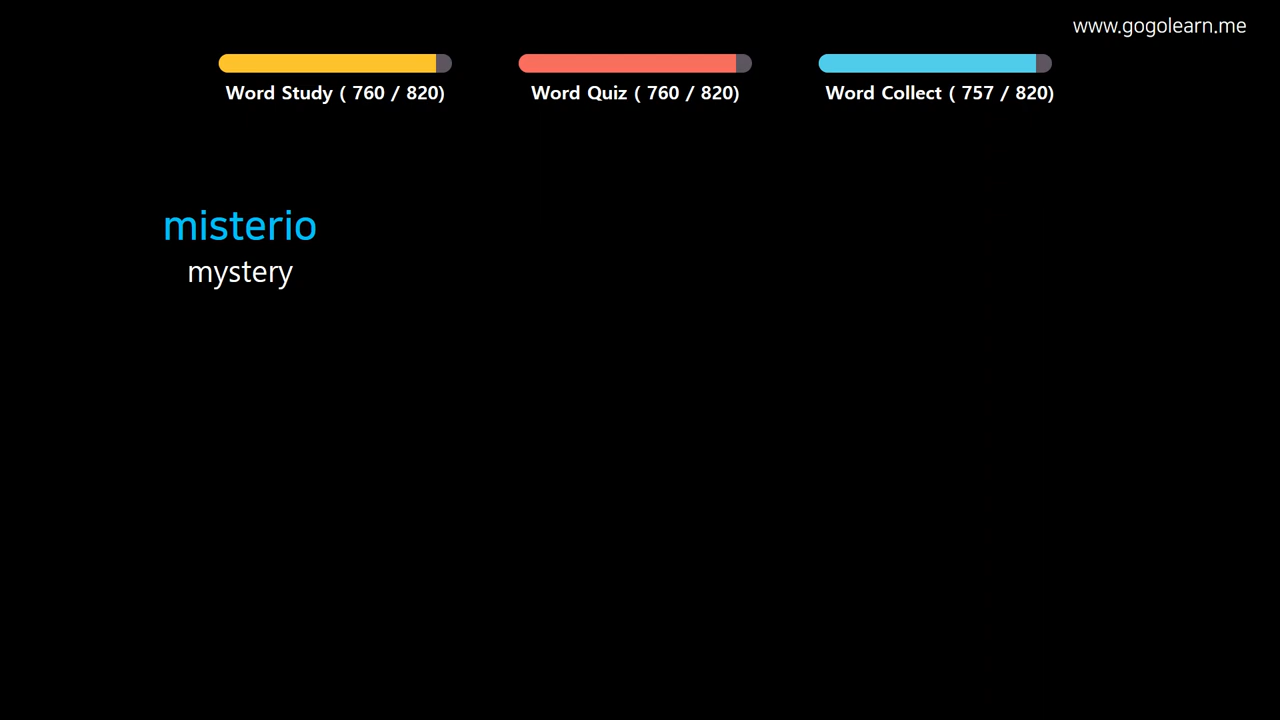 www.gogolearn.me
Word Study ( 760 / 820)
Word Quiz ( 760 / 820)
Word Collect ( 757 / 820)
misterio
mystery